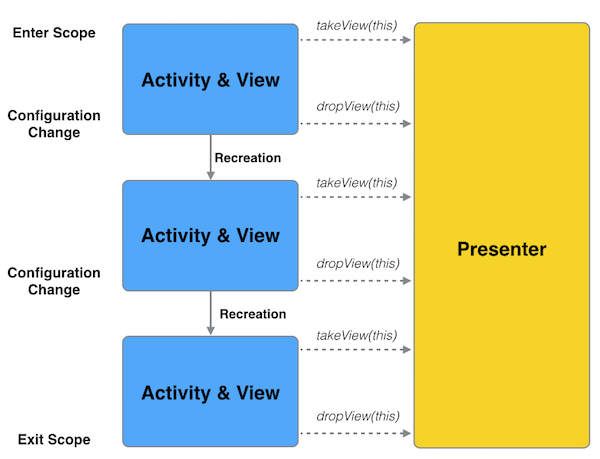 Enter Scope
takeView(this)
Activity & View
dropView(this)
Configuration
Change
Recreation
takeView(this)
Activity & View
Presenter
dropView(this)
Configuration
Change
Recreation
takeView(this)
Activity & View
dropView(this)
Exit Scope